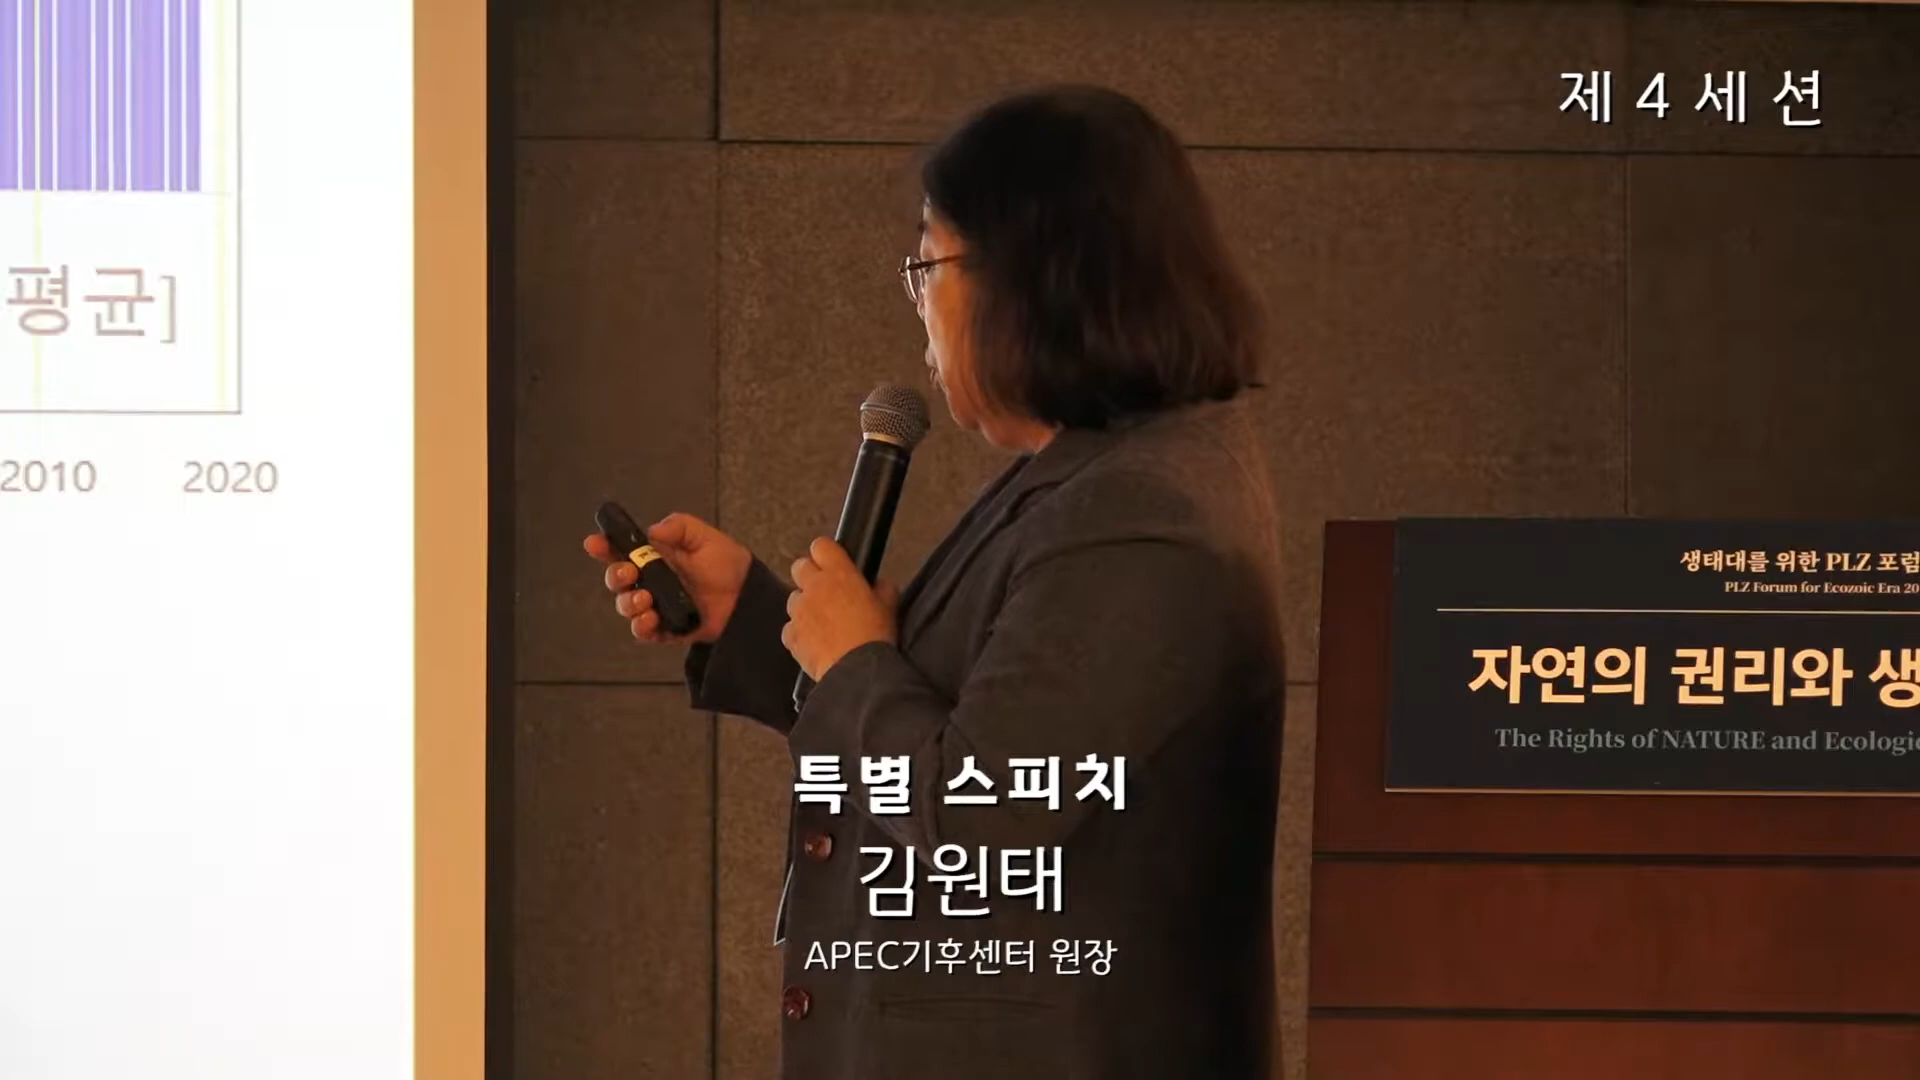 제 4 세 션
평균]
2010 2020
생태대를 위한 PLZ 포럼
PLZ Forum for Ecozoic Era 20
자연의 권리와 생
The Rights of NATURE and Ecologic
특별 스피치
김원태
APEC기후센터 원장